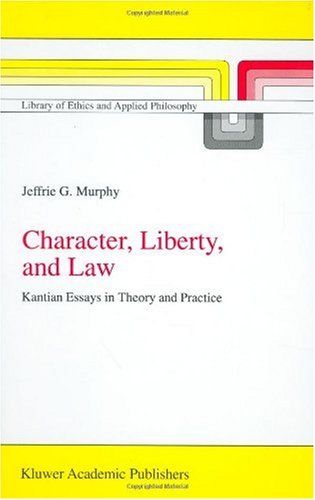 Library of Ethics and Applied Philosophy
Jeffrie G. Murphy
Character, Liberty,
and Law
Kantian Essays in Theory and Practice
Kluwer Academic Publishers